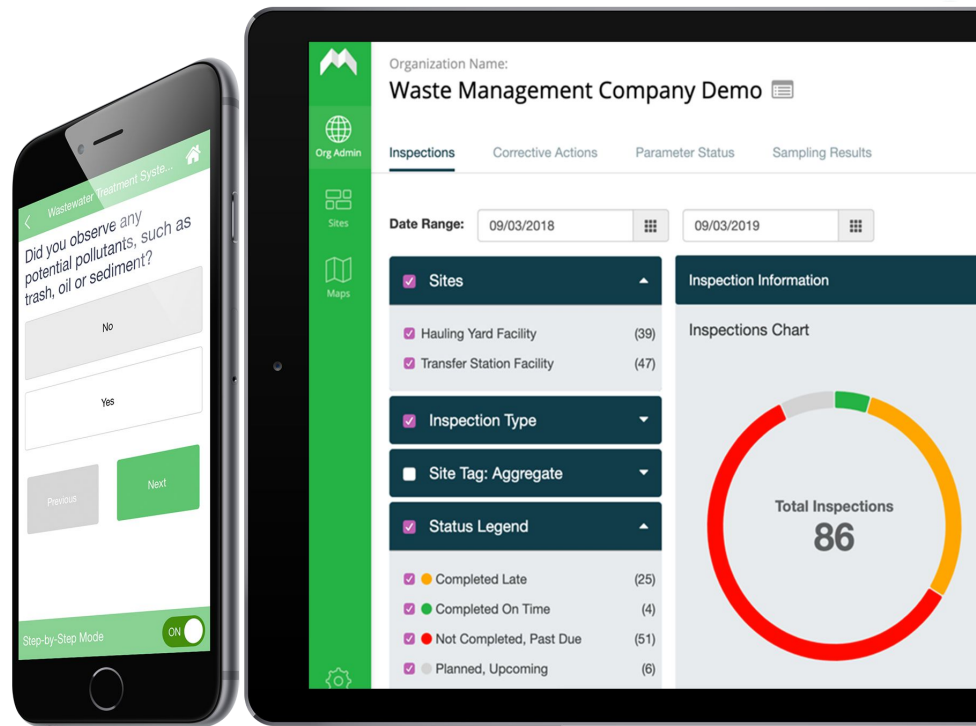 Wastewater Treatment Syste...
Did you observe any
potential pollutants, such as
trash, oil or sediment?
No
Yes
Previous
Next
Step-by-Step Mode
ON
Org Admin
Sites
Maps
Organization Name:
Waste Management Company Demo
Inspections
Corrective Actions
Parameter Status
Sampling Results
Date Range:
09/03/2018
09/03/2019
Sites
Hauling Yard Facility (39)
Transfer Station Facility (47)
Inspection Type
Site Tag: Aggregate
Status Legend
Completed Late (25)
Completed On Time (4)
Not Completed, Past Due (51)
Planned, Upcoming (6)
Inspection Information
Inspections Chart
Total Inspections
86